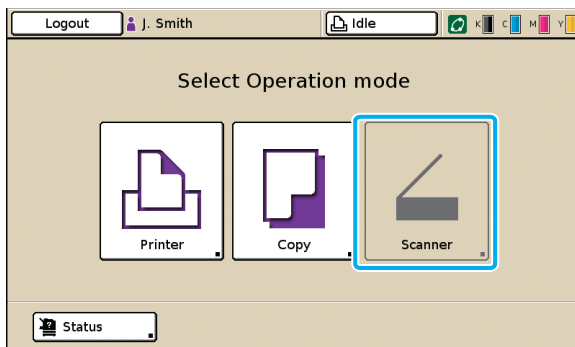 Logout J. Smith Idle K C M Y
Select Operation mode
Printer Copy Scanner
Status